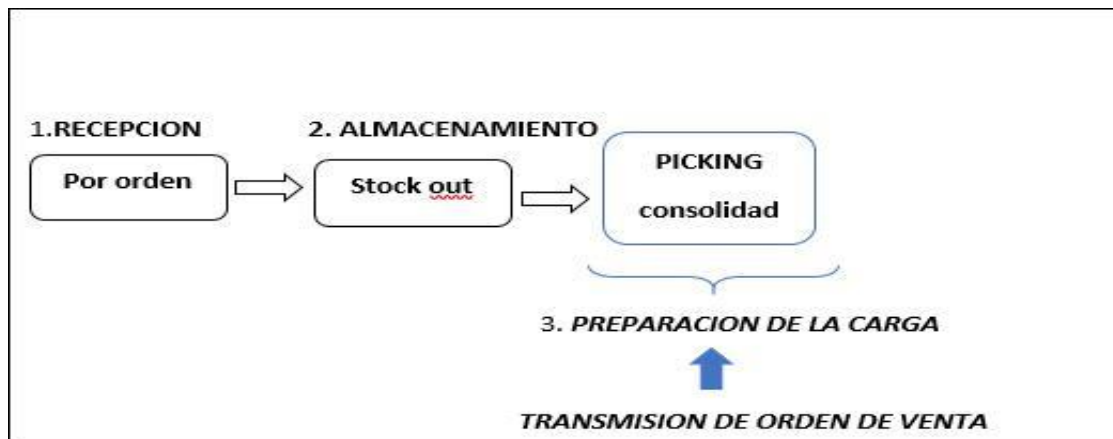 1.RECEPCION
Por orden
2. ALMACENAMIENTO
Stock out
PICKING
consolidad
3. PREPARACION DE LA CARGA
TRANSMISION DE ORDEN DE VENTA